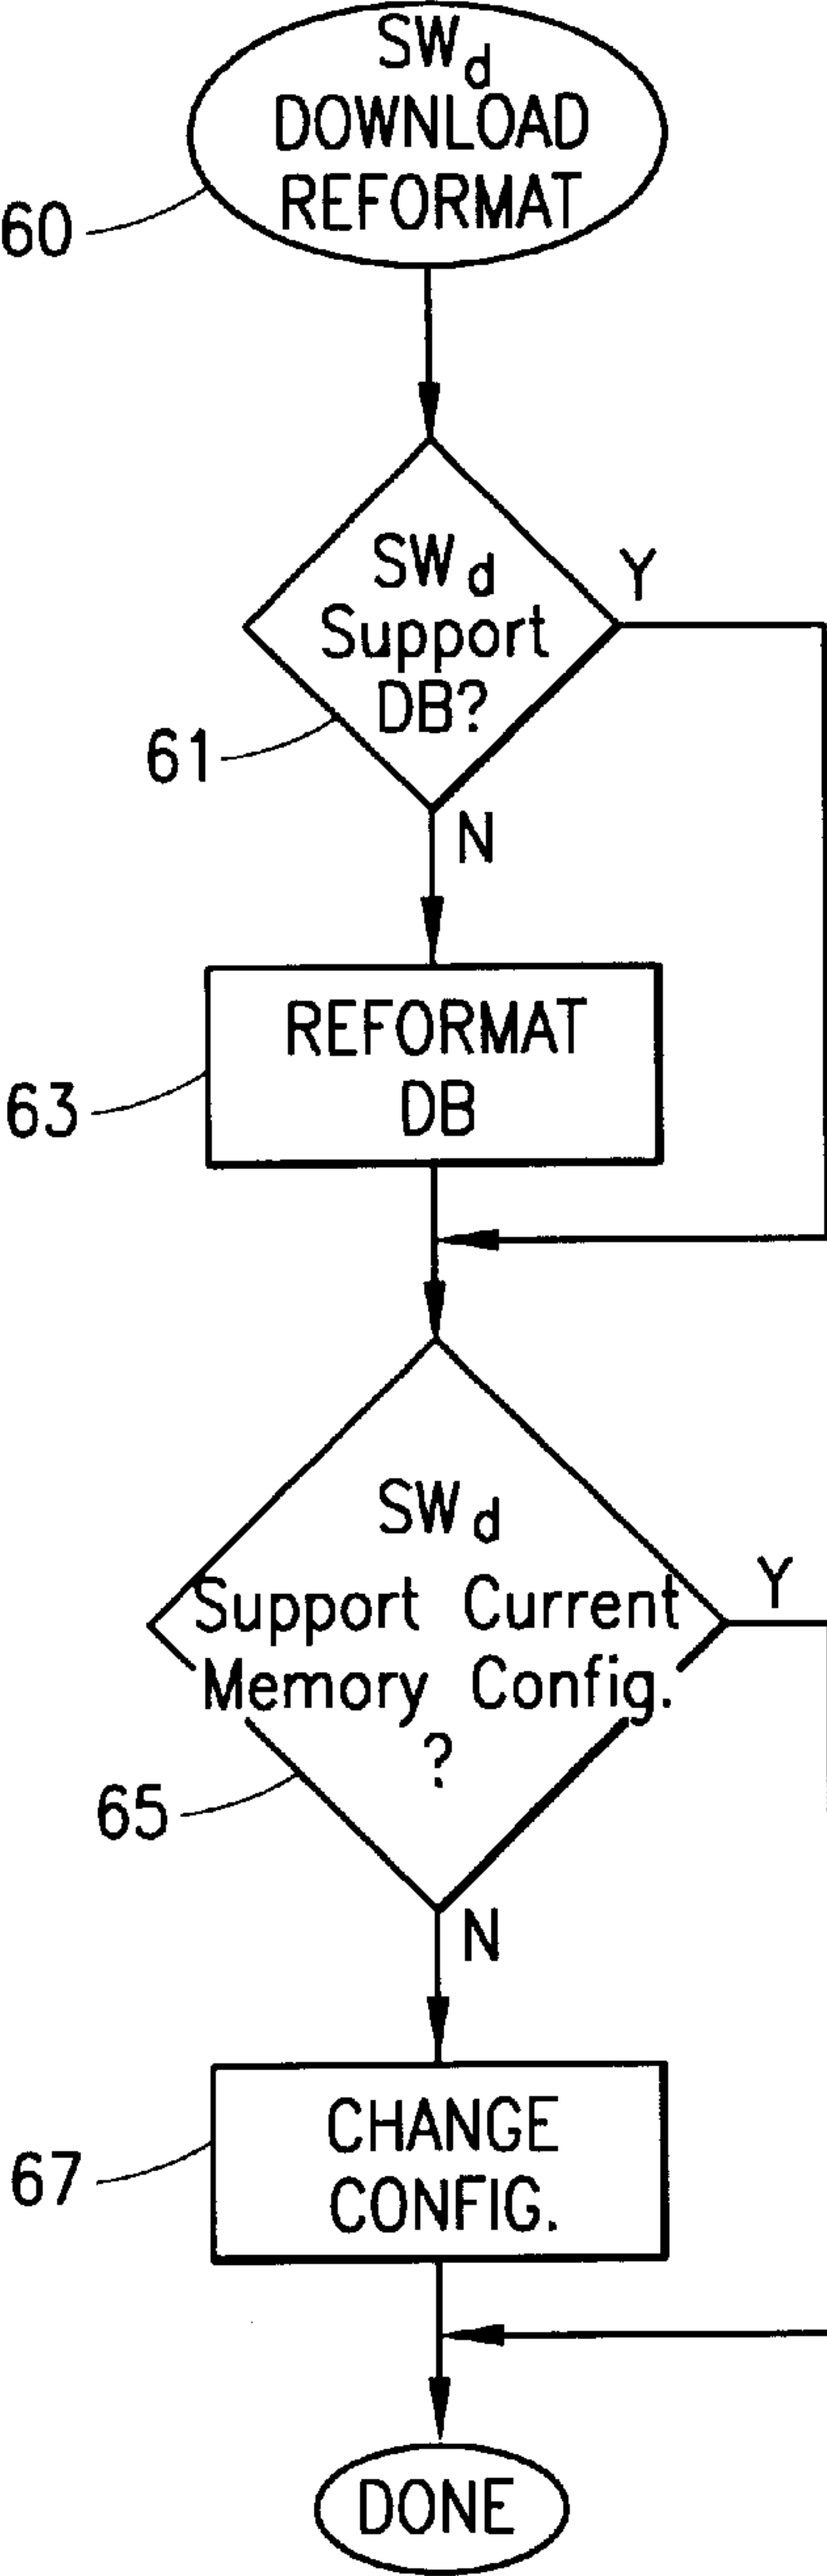 SWd
DOWNLOAD
REFORMAT
60
SWd
Support
DB?
Y
61
N
REFORMAT
DB
63
SWd
Support Current
Memory Config.
?
Y
65
N
CHANGE
CONFIG.
67
DONE